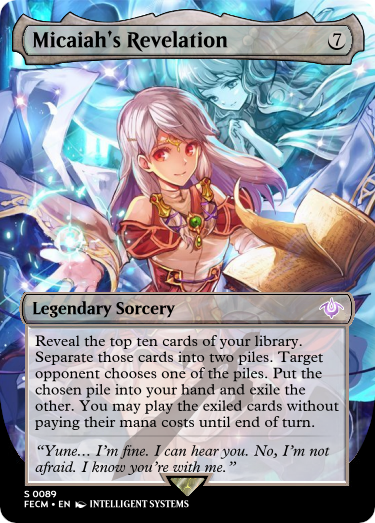 Micaiah's Revelation 7
Legendary Sorcery
Reveal the top ten cards of your library.
Separate those cards into two piles. Target
opponent chooses one of the piles. Put the
chosen pile into your hand and exile the
other. You may play the exiled cards without
paying their mana costs until end of turn.
“Yune… I'm fine. I can hear you. No, I'm not
afraid. I know you're with me.”
S 0089
FECM • EN INTELLIGENT SYSTEMS